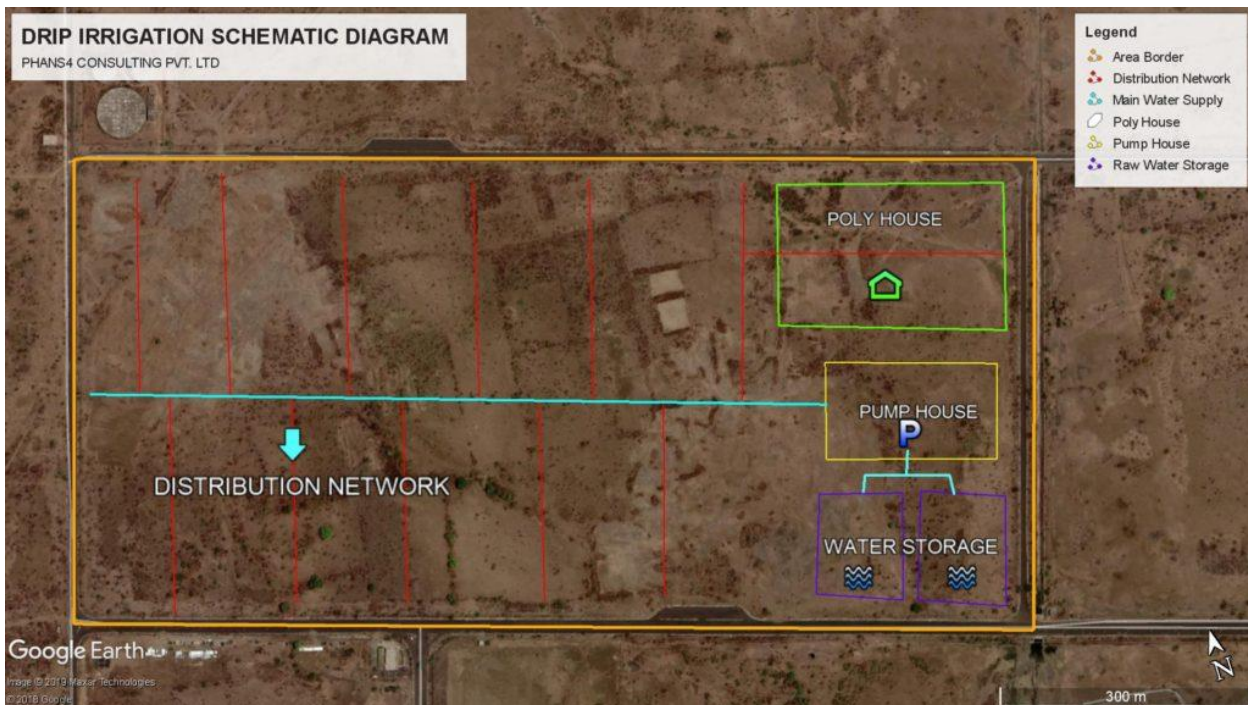 DRIP IRRIGATION SCHEMATIC DIAGRAM
PHANS4 CONSULTING PVT. LTD
Legend
Area Border
Distribution Network
Main Water Supply
Poly House
Pump House
Raw Water Storage
POLY HOUSE
PUMP HOUSE
P
DISTRIBUTION NETWORK
WATER STORAGE
Google Earth
Image © 2019 Maxar Technologies
© 2018 Google
N
300 m